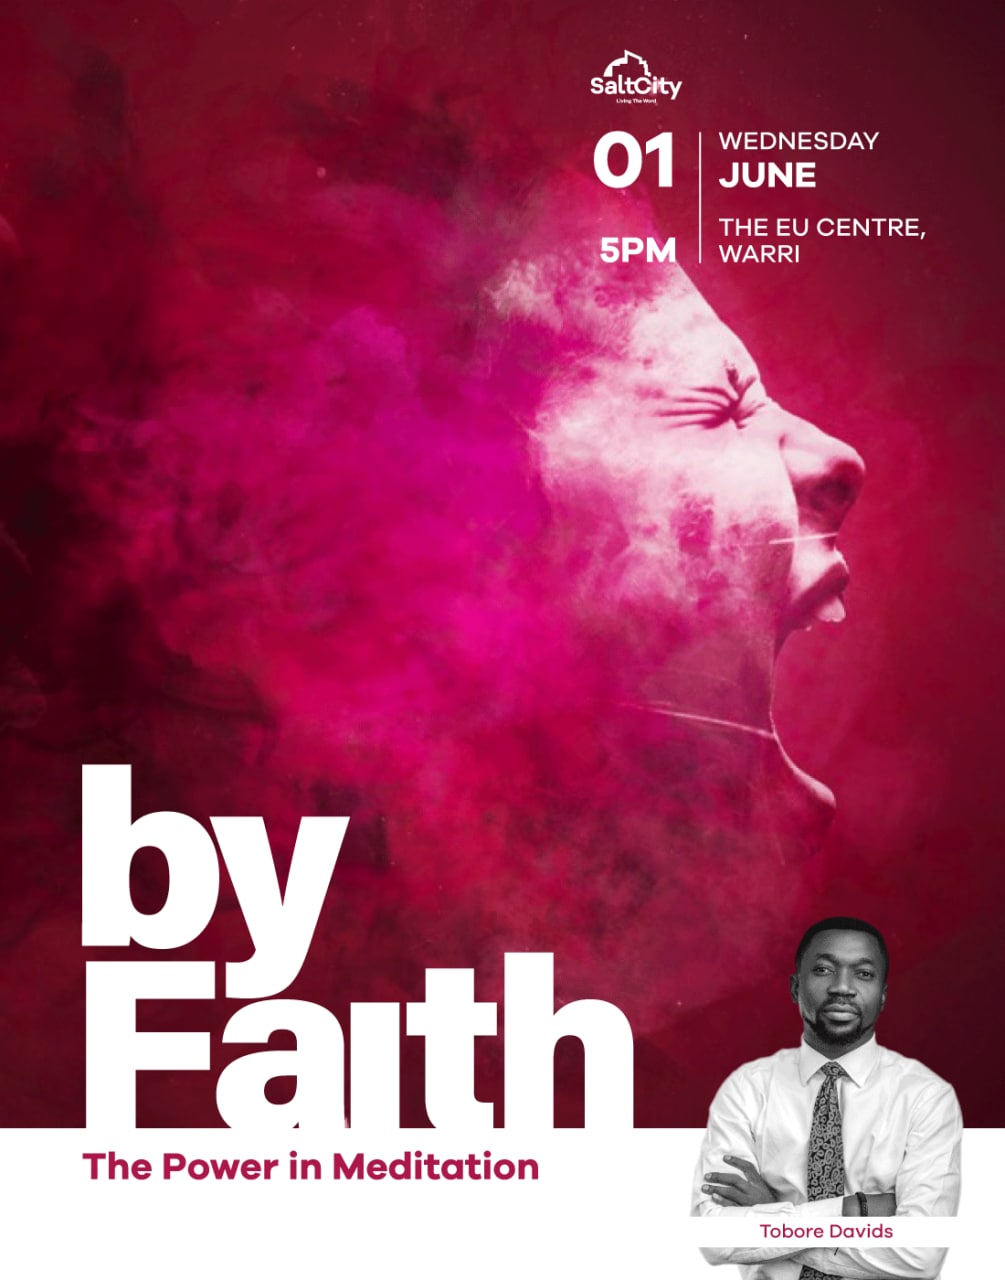 SaltCity
Living The Word
01
WEDNESDAY
JUNE
5PM
THE EU CENTRE,
WARRI
by
Faıth
The Power in Meditation
Tobore Davids